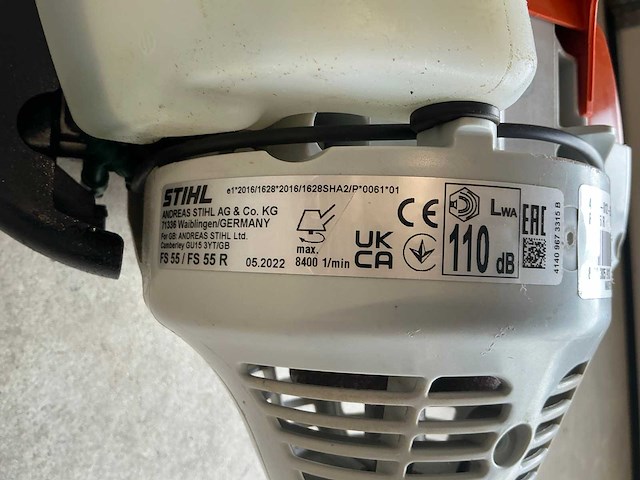 STIHL
e1*2016/1628*2016/1628SHA2/P*0061*01
ANDREAS STIHL AG & Co. KG
71336 Waiblingen/GERMANY
For GB: ANDREAS STIHL Ltd.
Camberley GU15 3YT/GB
FS 55 / FS 55 R
05.2022
max.
8400 1/min
CE
UK
CA
LWA
110 dB
EAC
4140 967 3315 B